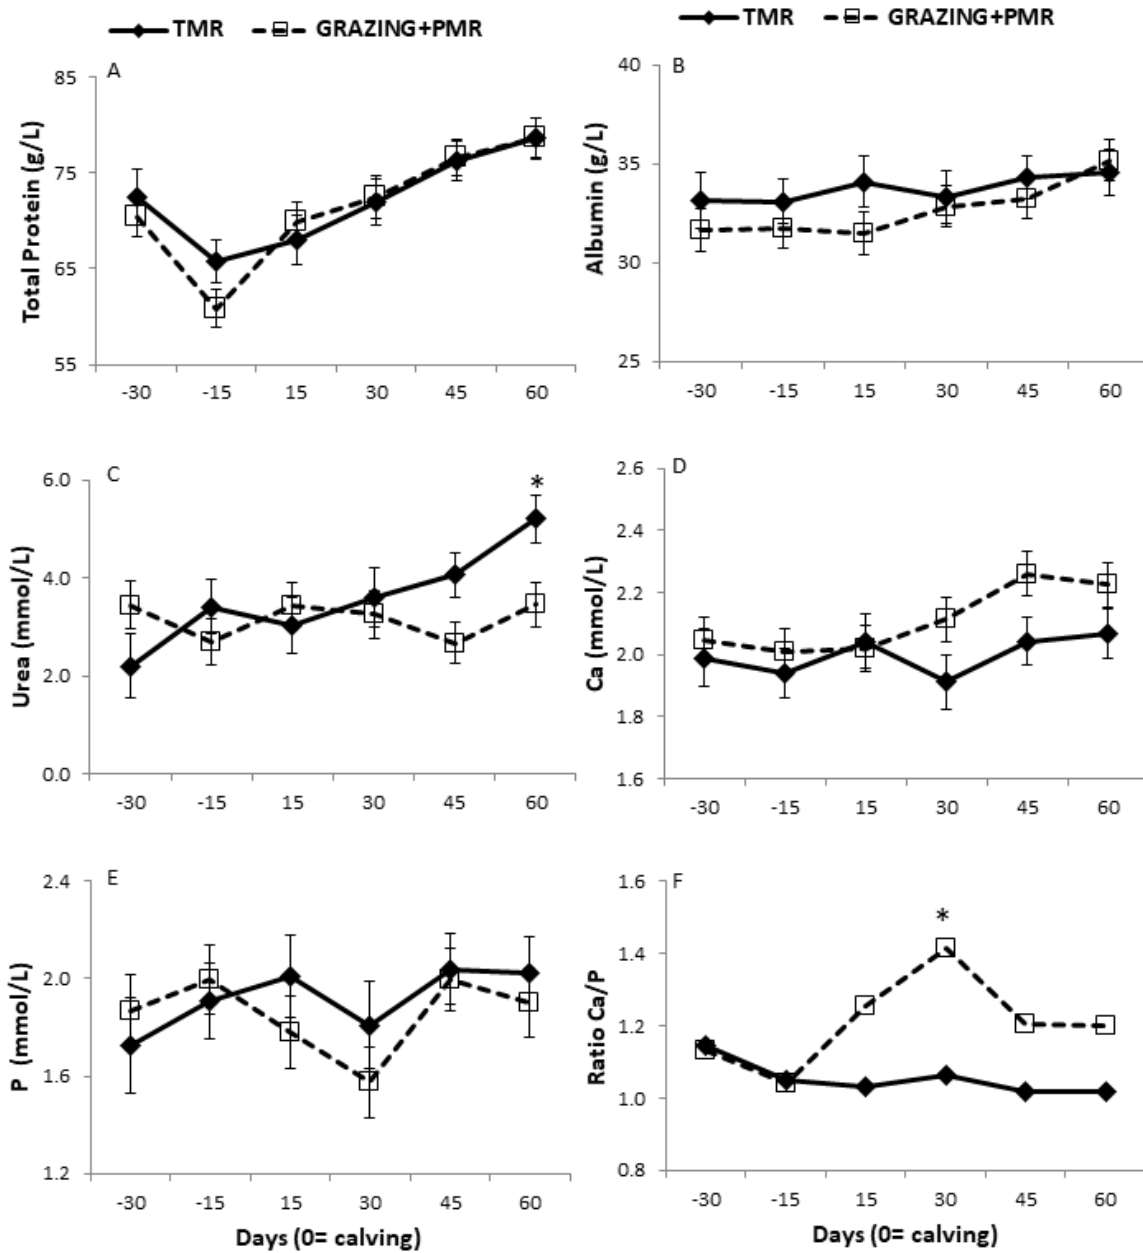 TMR GRAZING+PMR
TMR GRAZING+PMR
A
Total Protein (g/L)
85
75
65
55
-30 -15 15 30 45 60
B
Albumin (g/L)
40
35
30
25
-30 -15 15 30 45 60
C
Urea (mmol/L)
6.0
4.0
2.0
0.0
*
-30 -15 15 30 45 60
D
Ca (mmol/L)
2.6
2.4
2.2
2.0
1.8
1.6
-30 -15 15 30 45 60
E
P (mmol/L)
2.4
2.0
1.6
1.2
-30 -15 15 30 45 60
Days (0= calving)
F
Ratio Ca/P
1.6
1.4
1.2
1.0
0.8
*
-30 -15 15 30 45 60
Days (0= calving)